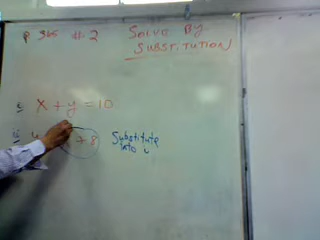 p 365 # 2
SOLVE BY
SUBSTITUTION
x + y = 10
+ 8
Substitute
into